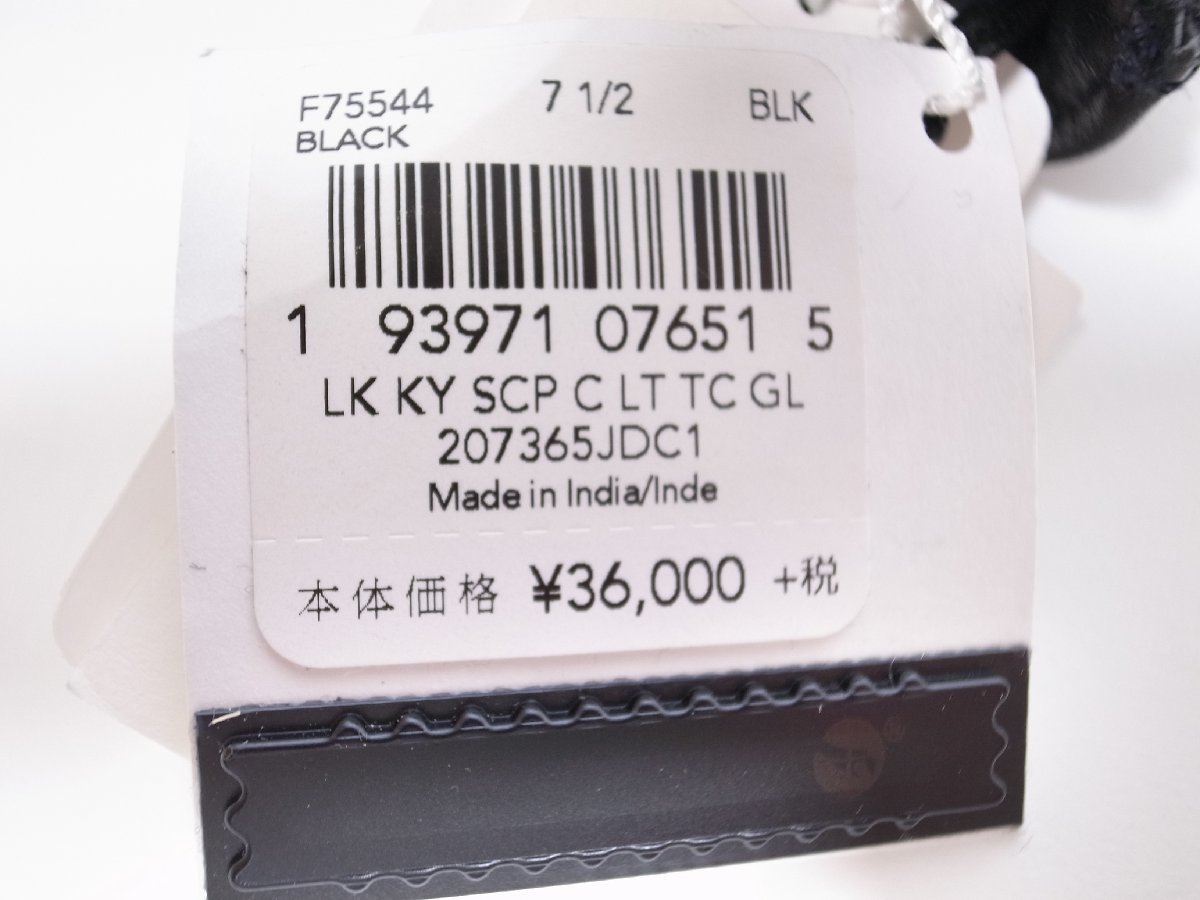 F75544 7 1/2 BLK
BLACK
1 93971 07651 5
LK KY SCP C LT TC GL
207365JDC1
Made in India/Inde
本体価格 ¥36,000 +税
®